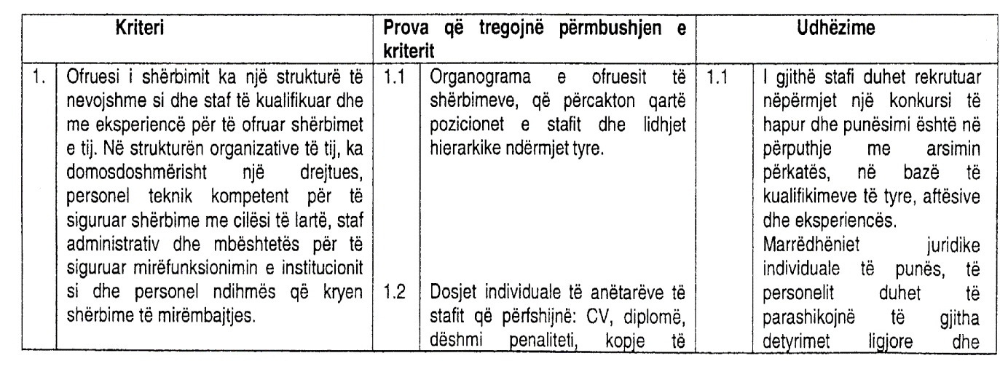 Kriteri
Prova që tregojnë përmbushjen e
kriterit
Udhëzime
1.
Ofruesi i shërbimit ka një strukturë të
nevojshme si dhe staf të kualifikuar dhe
me eksperiencë për të ofruar shërbimet
e tij. Në strukturën organizative të tij, ka
domosdoshmërisht një drejtues,
personel teknik kompetent për të
siguruar shërbime me cilësi të lartë, staf
administrativ dhe mbështetës për të
siguruar mirëfunksionimin e institucionit
si dhe personel ndihmës që kryen
shërbime të mirëmbajtjes.
1.1
Organograma e ofruesit të
shërbimeve, që përcakton qartë
pozicionet e stafit dhe lidhjet
hierarkike ndërmjet tyre.
1.2
Dosjet individuale të anëtarëve të
stafit që përfshijnë: CV, diplomë,
dëshmi penaliteti, kopje të
1.1
I gjithë stafi duhet rekrutuar
nëpërmjet një konkursi të
hapur dhe punësimi është në
përputhje me arsimin
përkatës, në bazë të
kualifikimeve të tyre, aftësive
dhe eksperiencës.
Marrëdhëniet juridike
individuale të punës, të
personelit duhet të
parashikojnë të gjitha
detyrimet ligjore dhe